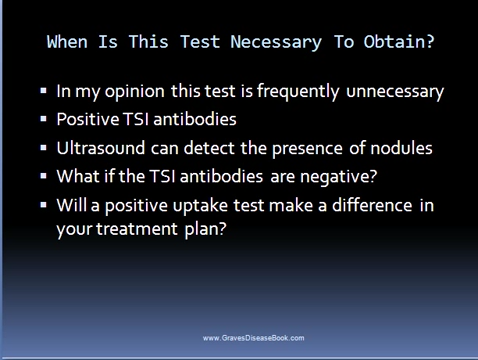 When Is This Test Necessary To Obtain?
▪ In my opinion this test is frequently unnecessary
▪ Positive TSI antibodies
▪ Ultrasound can detect the presence of nodules
▪ What if the TSI antibodies are negative?
▪ Will a positive uptake test make a difference in
your treatment plan?
www.GravesDiseaseBook.com